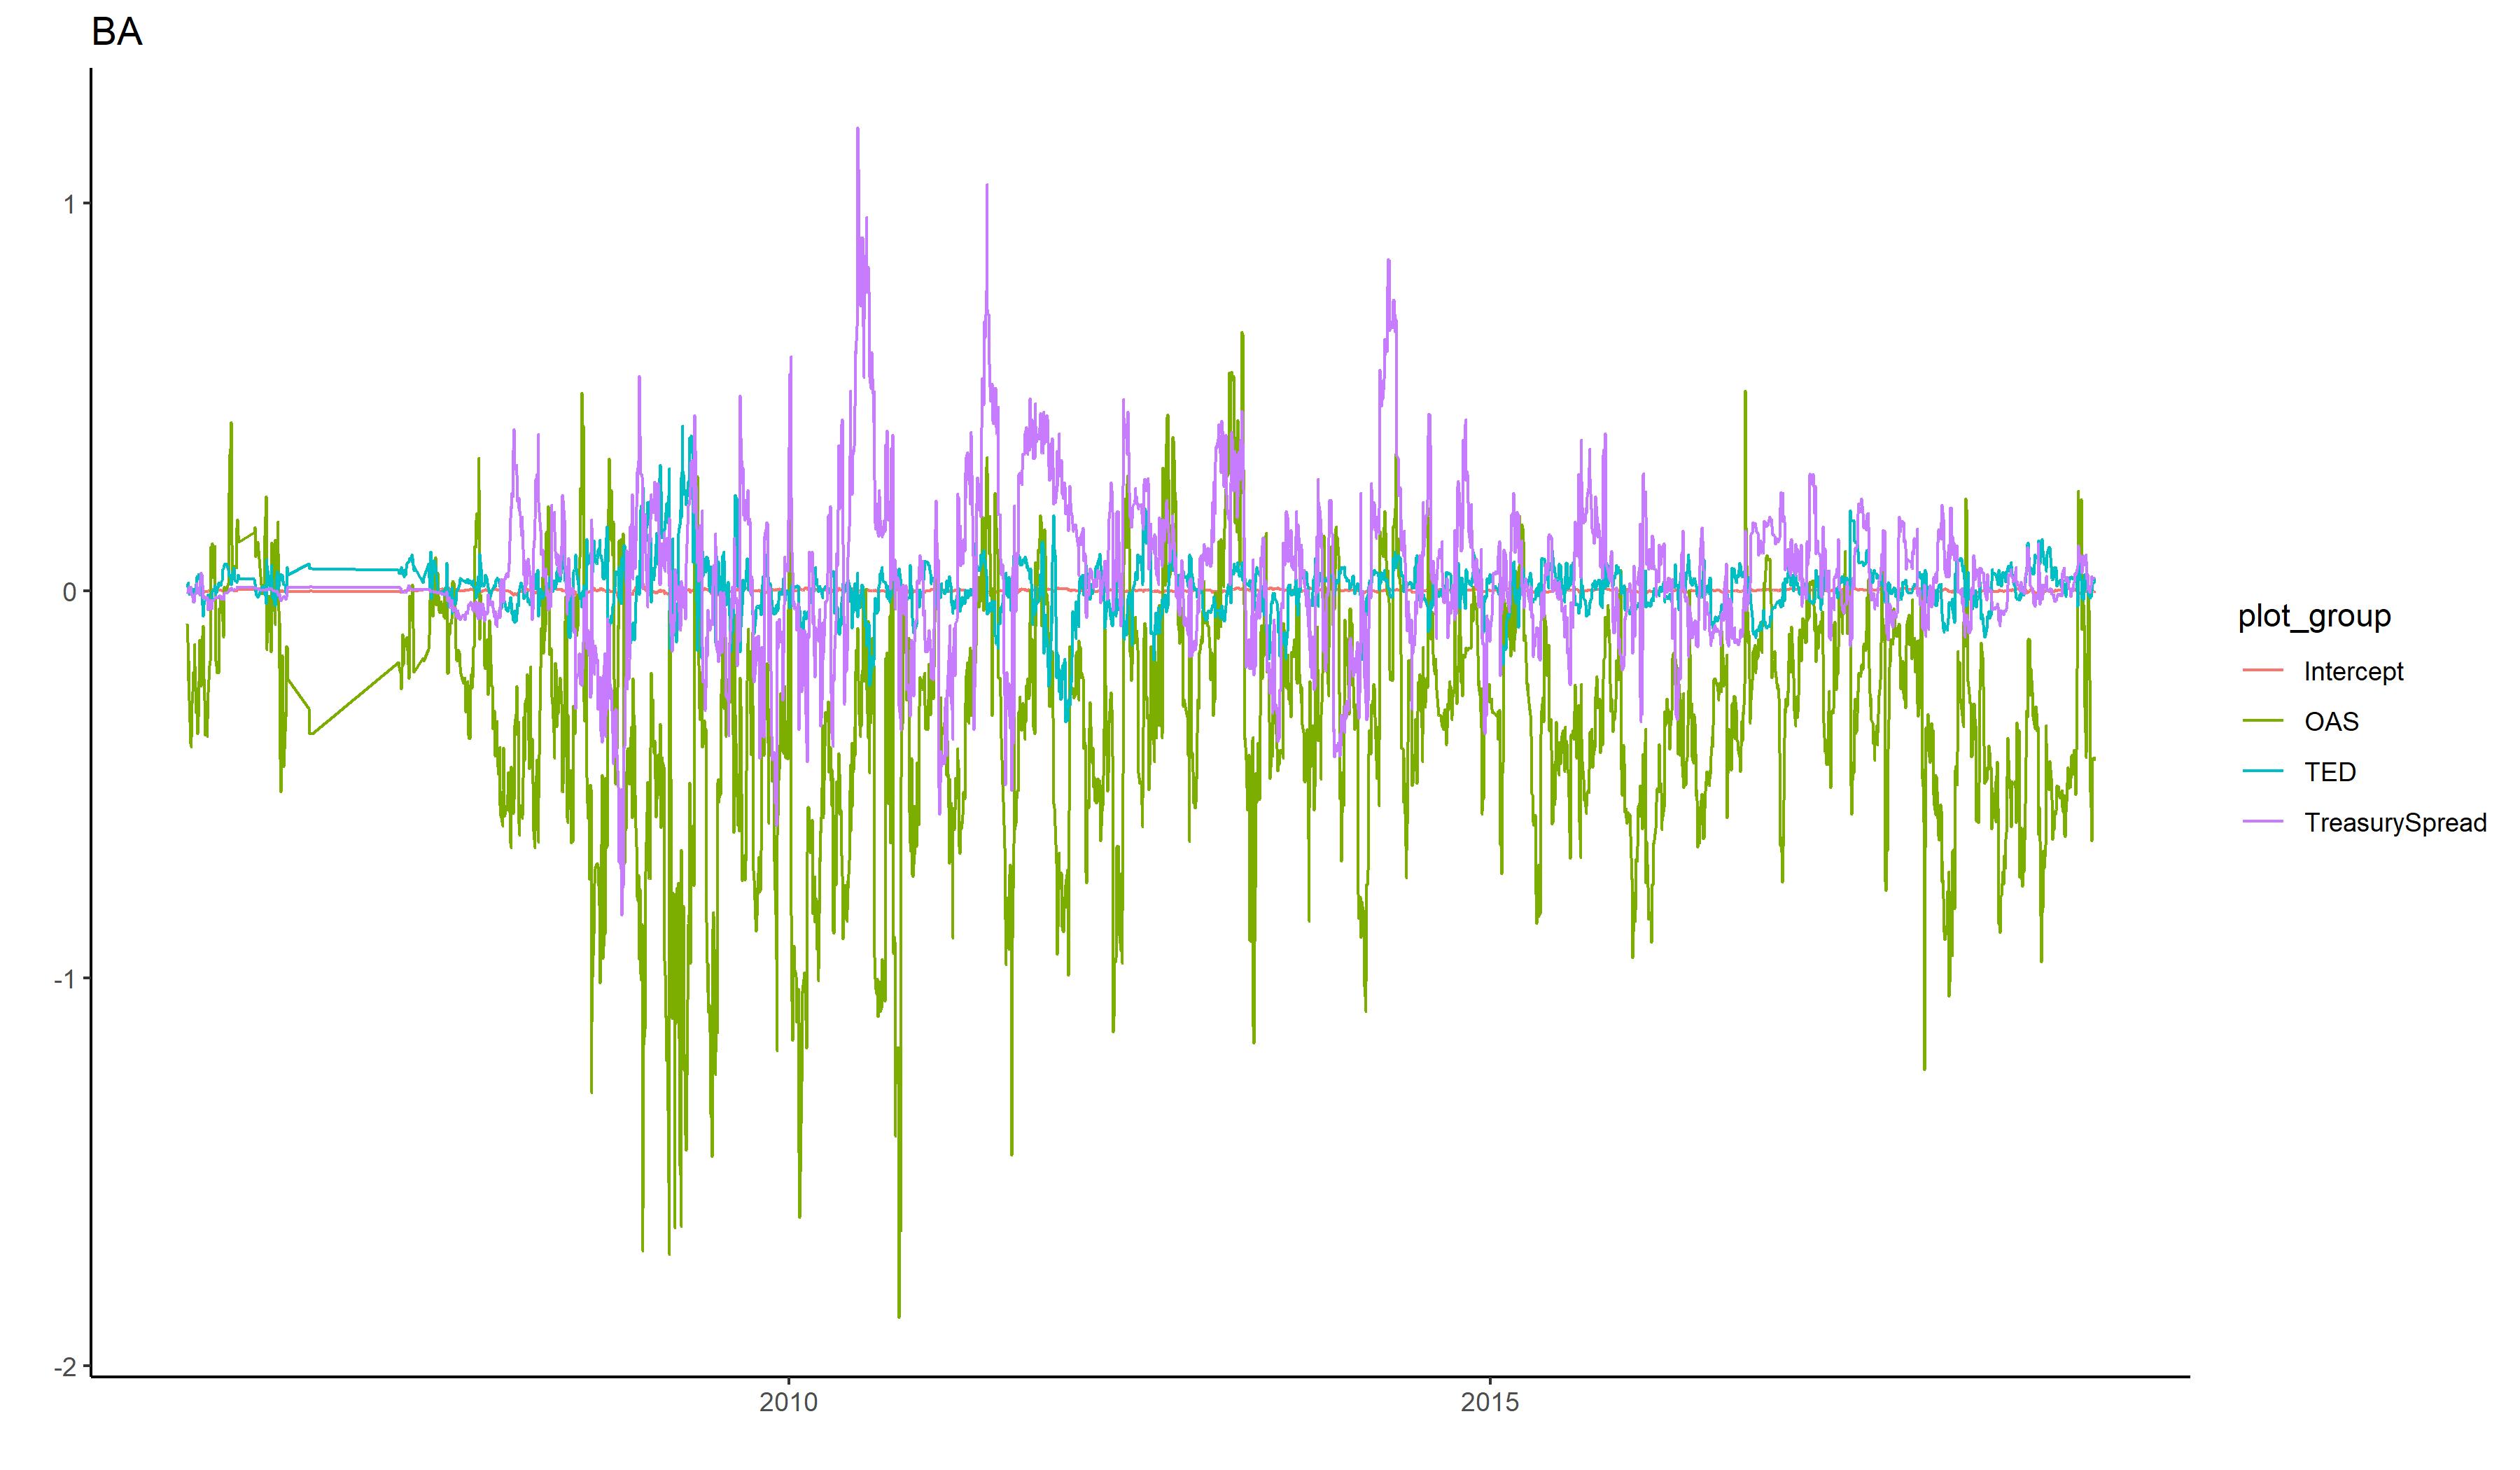 BA
1
0
-1
-2
2010
2015
plot_group
Intercept
OAS
TED
TreasurySpread